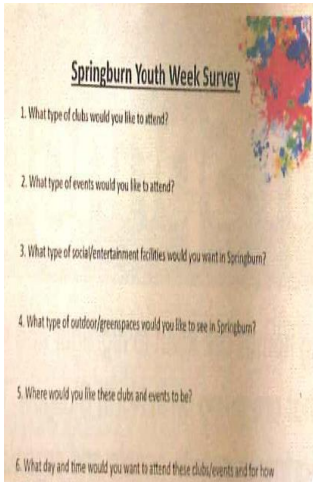 Springburn Youth Week Survey
1. What type of clubs would you like to attend?
2. What type of events would you like to attend?
3. What type of social/entertainment facilities would you want in Springburn?
4. What type of outdoor/greenspaces would you like to see in Springburn?
5. Where would you like these clubs and events to be?
6. What day and time would you want to attend these clubs/events and for how